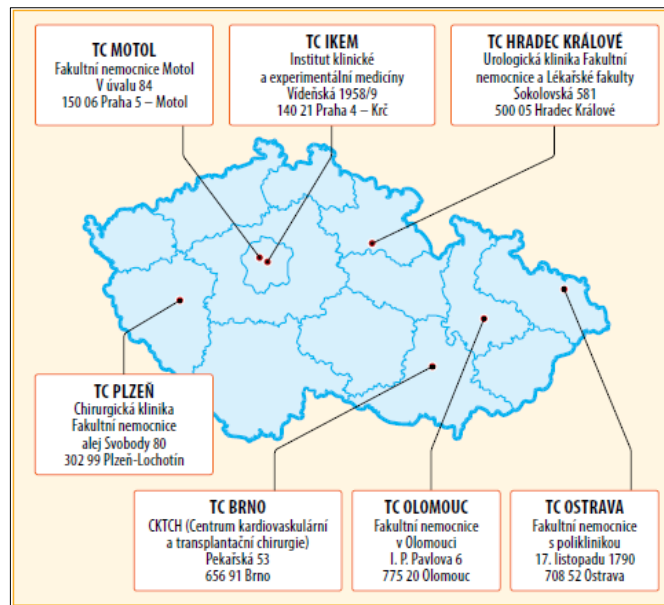 TC MOTOL
Fakultní nemocnice Motol
V úvalu 84
150 06 Praha 5 – Motol
TC IKEM
Institut klinické
a experimentální medicíny
Vídeňská 1958/9
140 21 Praha 4 – Krč
TC HRADEC KRÁLOVÉ
Urologická klinika Fakultní
nemocnice a Lékařské fakulty
Sokolovská 581
500 05 Hradec Králové
TC PLZEŇ
Chirurgická klinika
Fakultní nemocnice
alej Svobody 80
302 99 Plzeň-Lochotín
TC BRNO
CKTCH (Centrum kardiovaskulární
a transplantační chirurgie)
Pekařská 53
656 91 Brno
TC OLOMOUC
Fakultní nemocnice
v Olomouci
I. P. Pavlova 6
775 20 Olomouc
TC OSTRAVA
Fakultní nemocnice
s poliklinikou
17. listopadu 1790
708 52 Ostrava